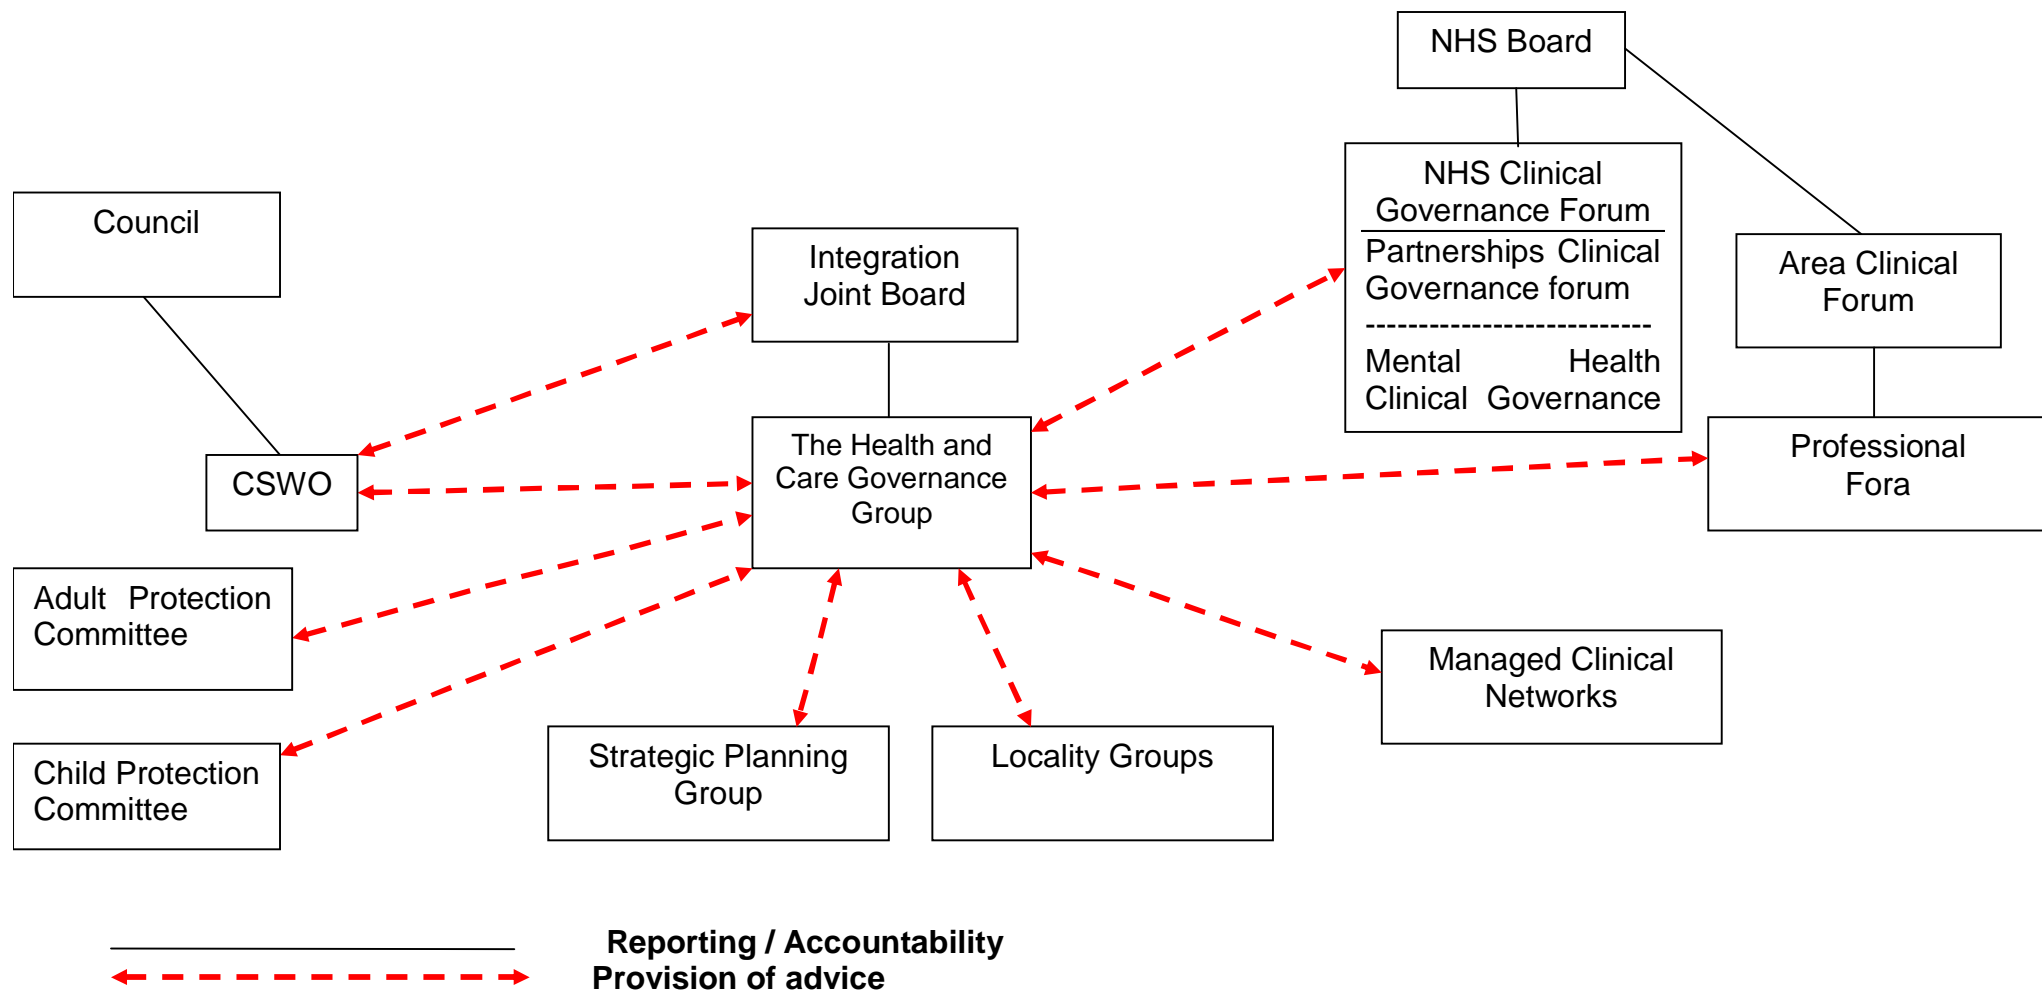 NHS Board
NHS Clinical
Governance Forum
Partnerships Clinical
Governance forum
---------------------------
Mental Health
Clinical Governance
Council
Integration
Joint Board
Area Clinical
Forum
CSWO
The Health and
Care Governance
Group
Professional
Fora
Adult Protection
Committee
Managed Clinical
Networks
Child Protection
Committee
Strategic Planning
Group
Locality Groups
Reporting / Accountability
Provision of advice